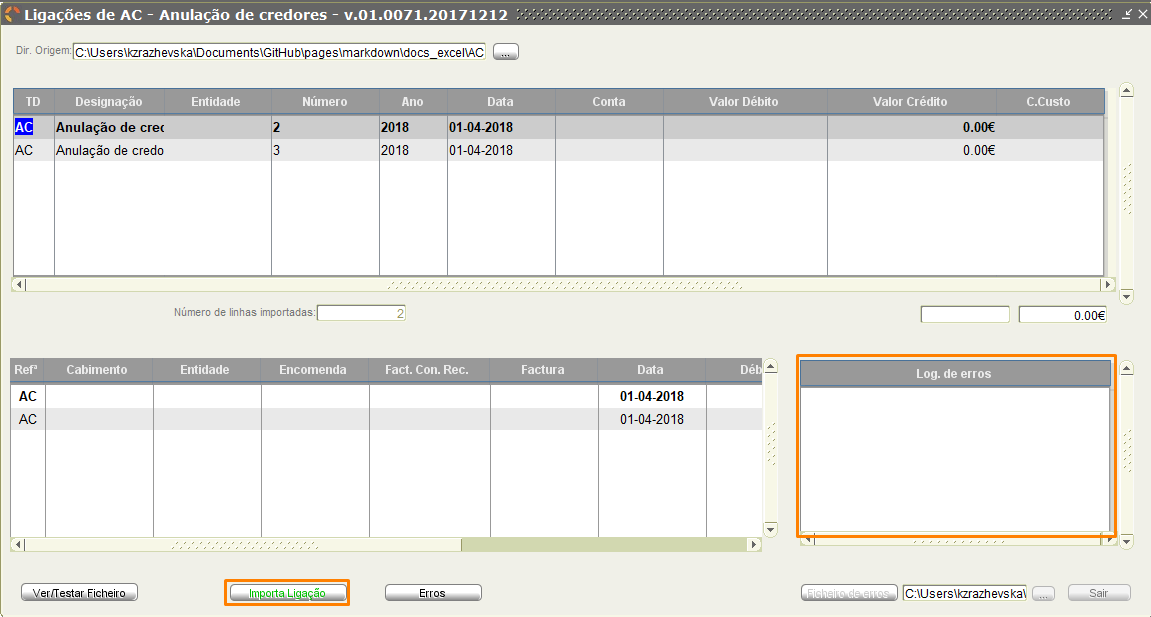 Ligações de AC - Anulação de credores - v.01.0071.20171212
Dir. Origem: C:\Users\kzrazhevska\Documents\GitHub\pages\markdown\docs_excel\AC ...
TD Designação Entidade Número Ano Data Conta Valor Débito Valor Crédito C.Custo
AC Anulação de cred 2 2018 01-04-2018 0.00€
AC Anulação de credo 3 2018 01-04-2018 0.00€
Número de linhas importadas: 2 0.00€
Refª Cabimento Entidade Encomenda Fact. Con. Rec. Factura Data Déb
AC 01-04-2018
AC 01-04-2018
Log. de erros
Ver/Testar Ficheiro Importa Ligação Erros Ficheiro de erros C:\Users\kzrazhevska\ ... Sair